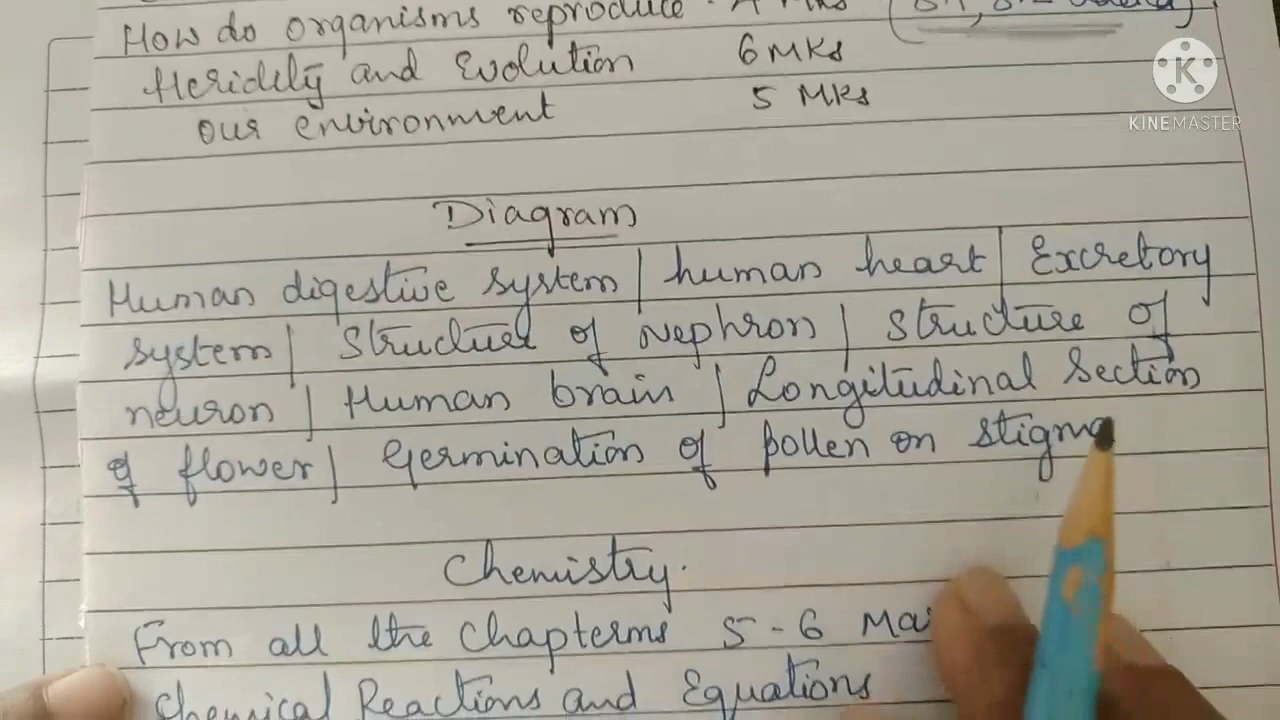 How do organisms reproduce
Heridity and Evolution 6 MKs
our environment 5 MKs
KINEMASTER
Diagram
Human digestive system | human heart | Excretory
system | Structure of Nephron | Structure of
neuron | Human brain | Longitudinal Section
of flower | Germination of pollen on stigma
Chemistry.
From all the Chapterms 5-6
Chemical Reactions and Equations